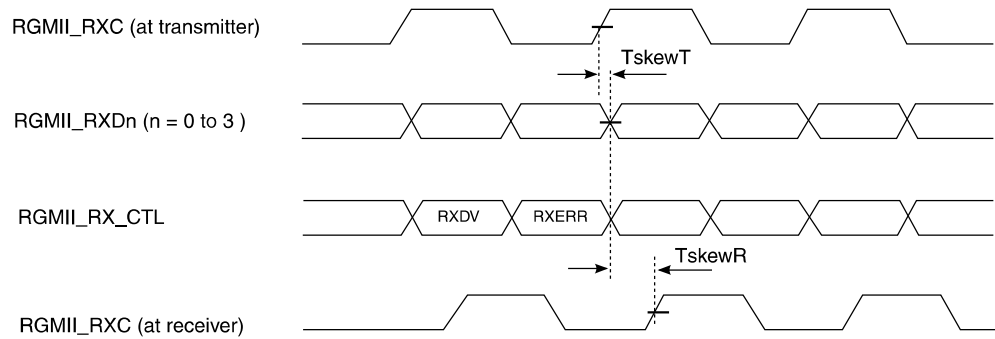 RGMII_RXC (at transmitter)
TskewT
RGMII_RXDn (n = 0 to 3 )
RGMII_RX_CTL
RXDV
RXERR
TskewR
RGMII_RXC (at receiver)